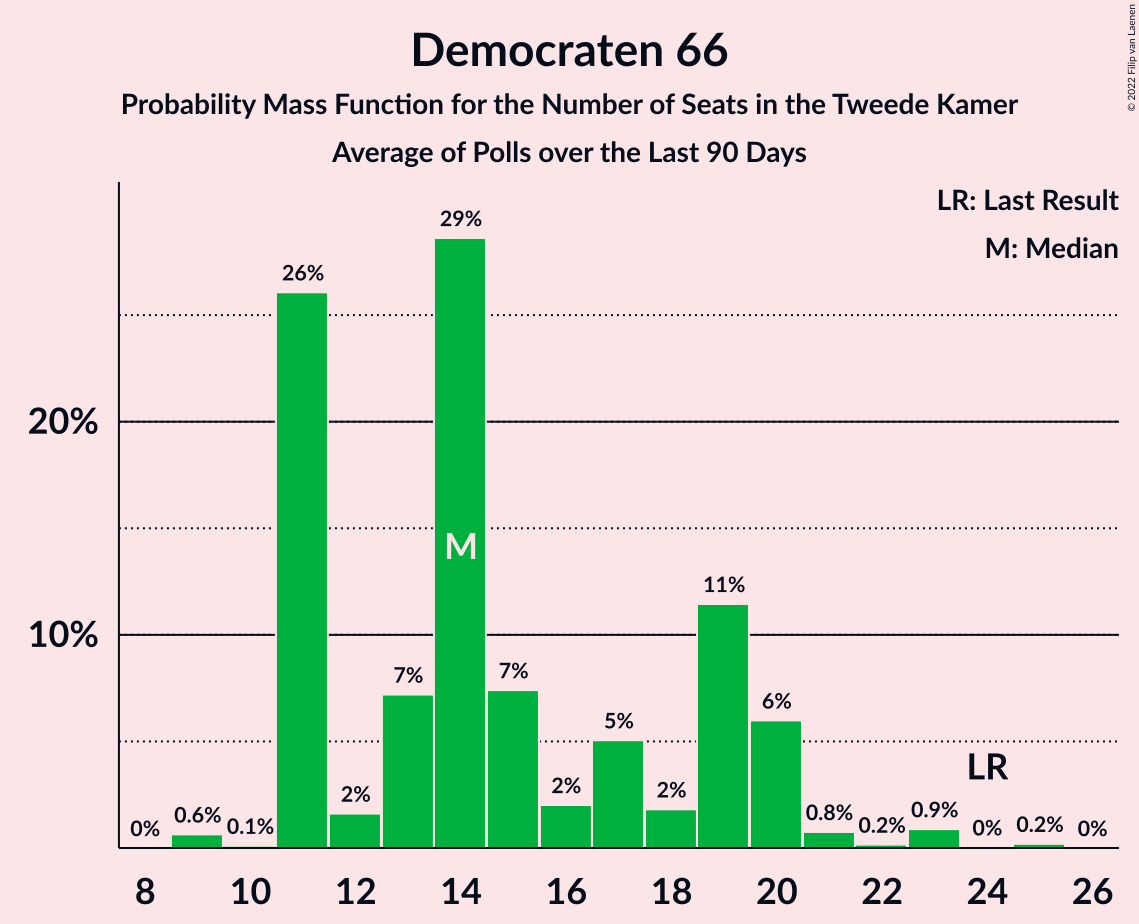 Democraten 66
Probability Mass Function for the Number of Seats in the Tweede Kamer
Average of Polls over the Last 90 Days
© 2022 Filip van Laenen
LR: Last Result
M: Median
20%
10%
0%
0.6%
0.1%
26%
2%
7%
29%
M
7%
2%
5%
2%
11%
6%
0.8%
0.2%
0.9%
LR
0%
0.2%
0%
8 10 12 14 16 18 20 22 24 26